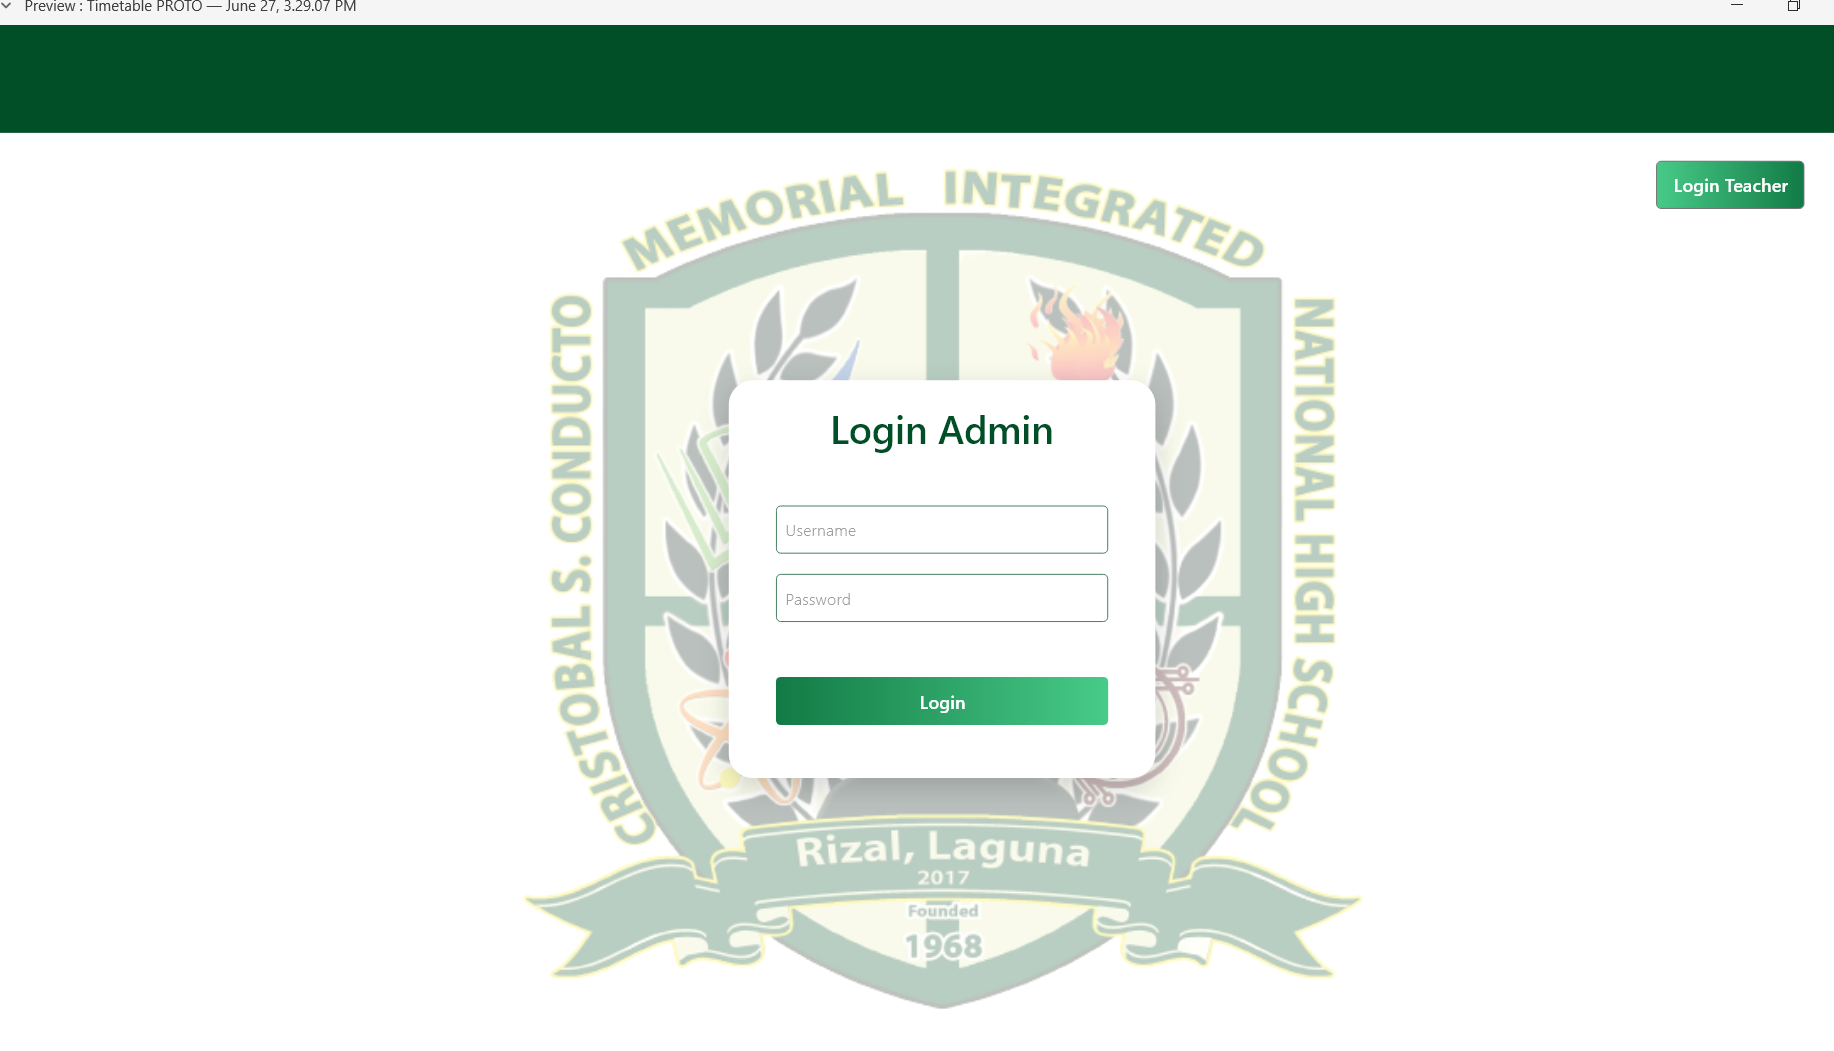 Preview : Timetable PROTO — June 27, 3.29.07 PM
Login Teacher
MEMORIAL INTEGRATED
CRISTOBAL S. CONDUCTO
NATIONAL HIGH SCHOOL
Login Admin
Username
Password
Login
Rizal, Laguna
2017
Founded
1968